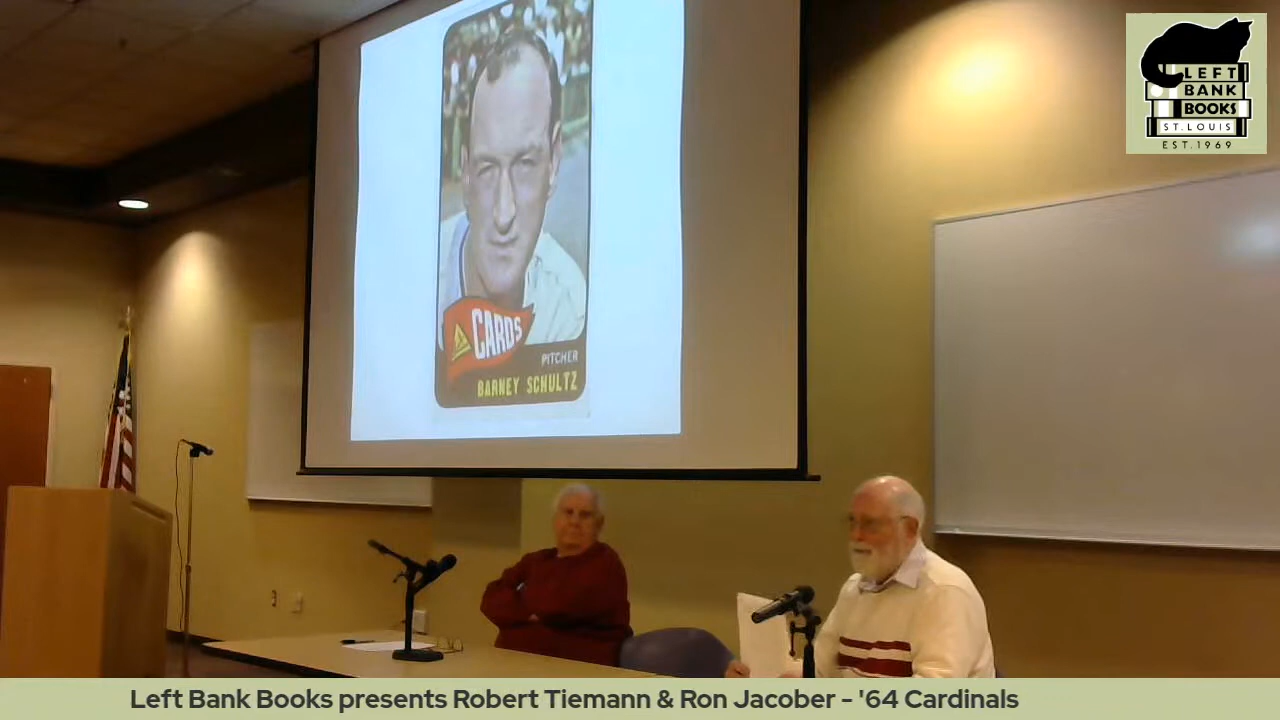 LEFT
BANK
BOOKS
ST. LOUIS
EST. 1969
CARDS
PITCHER
BARNEY SCHULTZ
Left Bank Books presents Robert Tiemann & Ron Jacober - '64 Cardinals